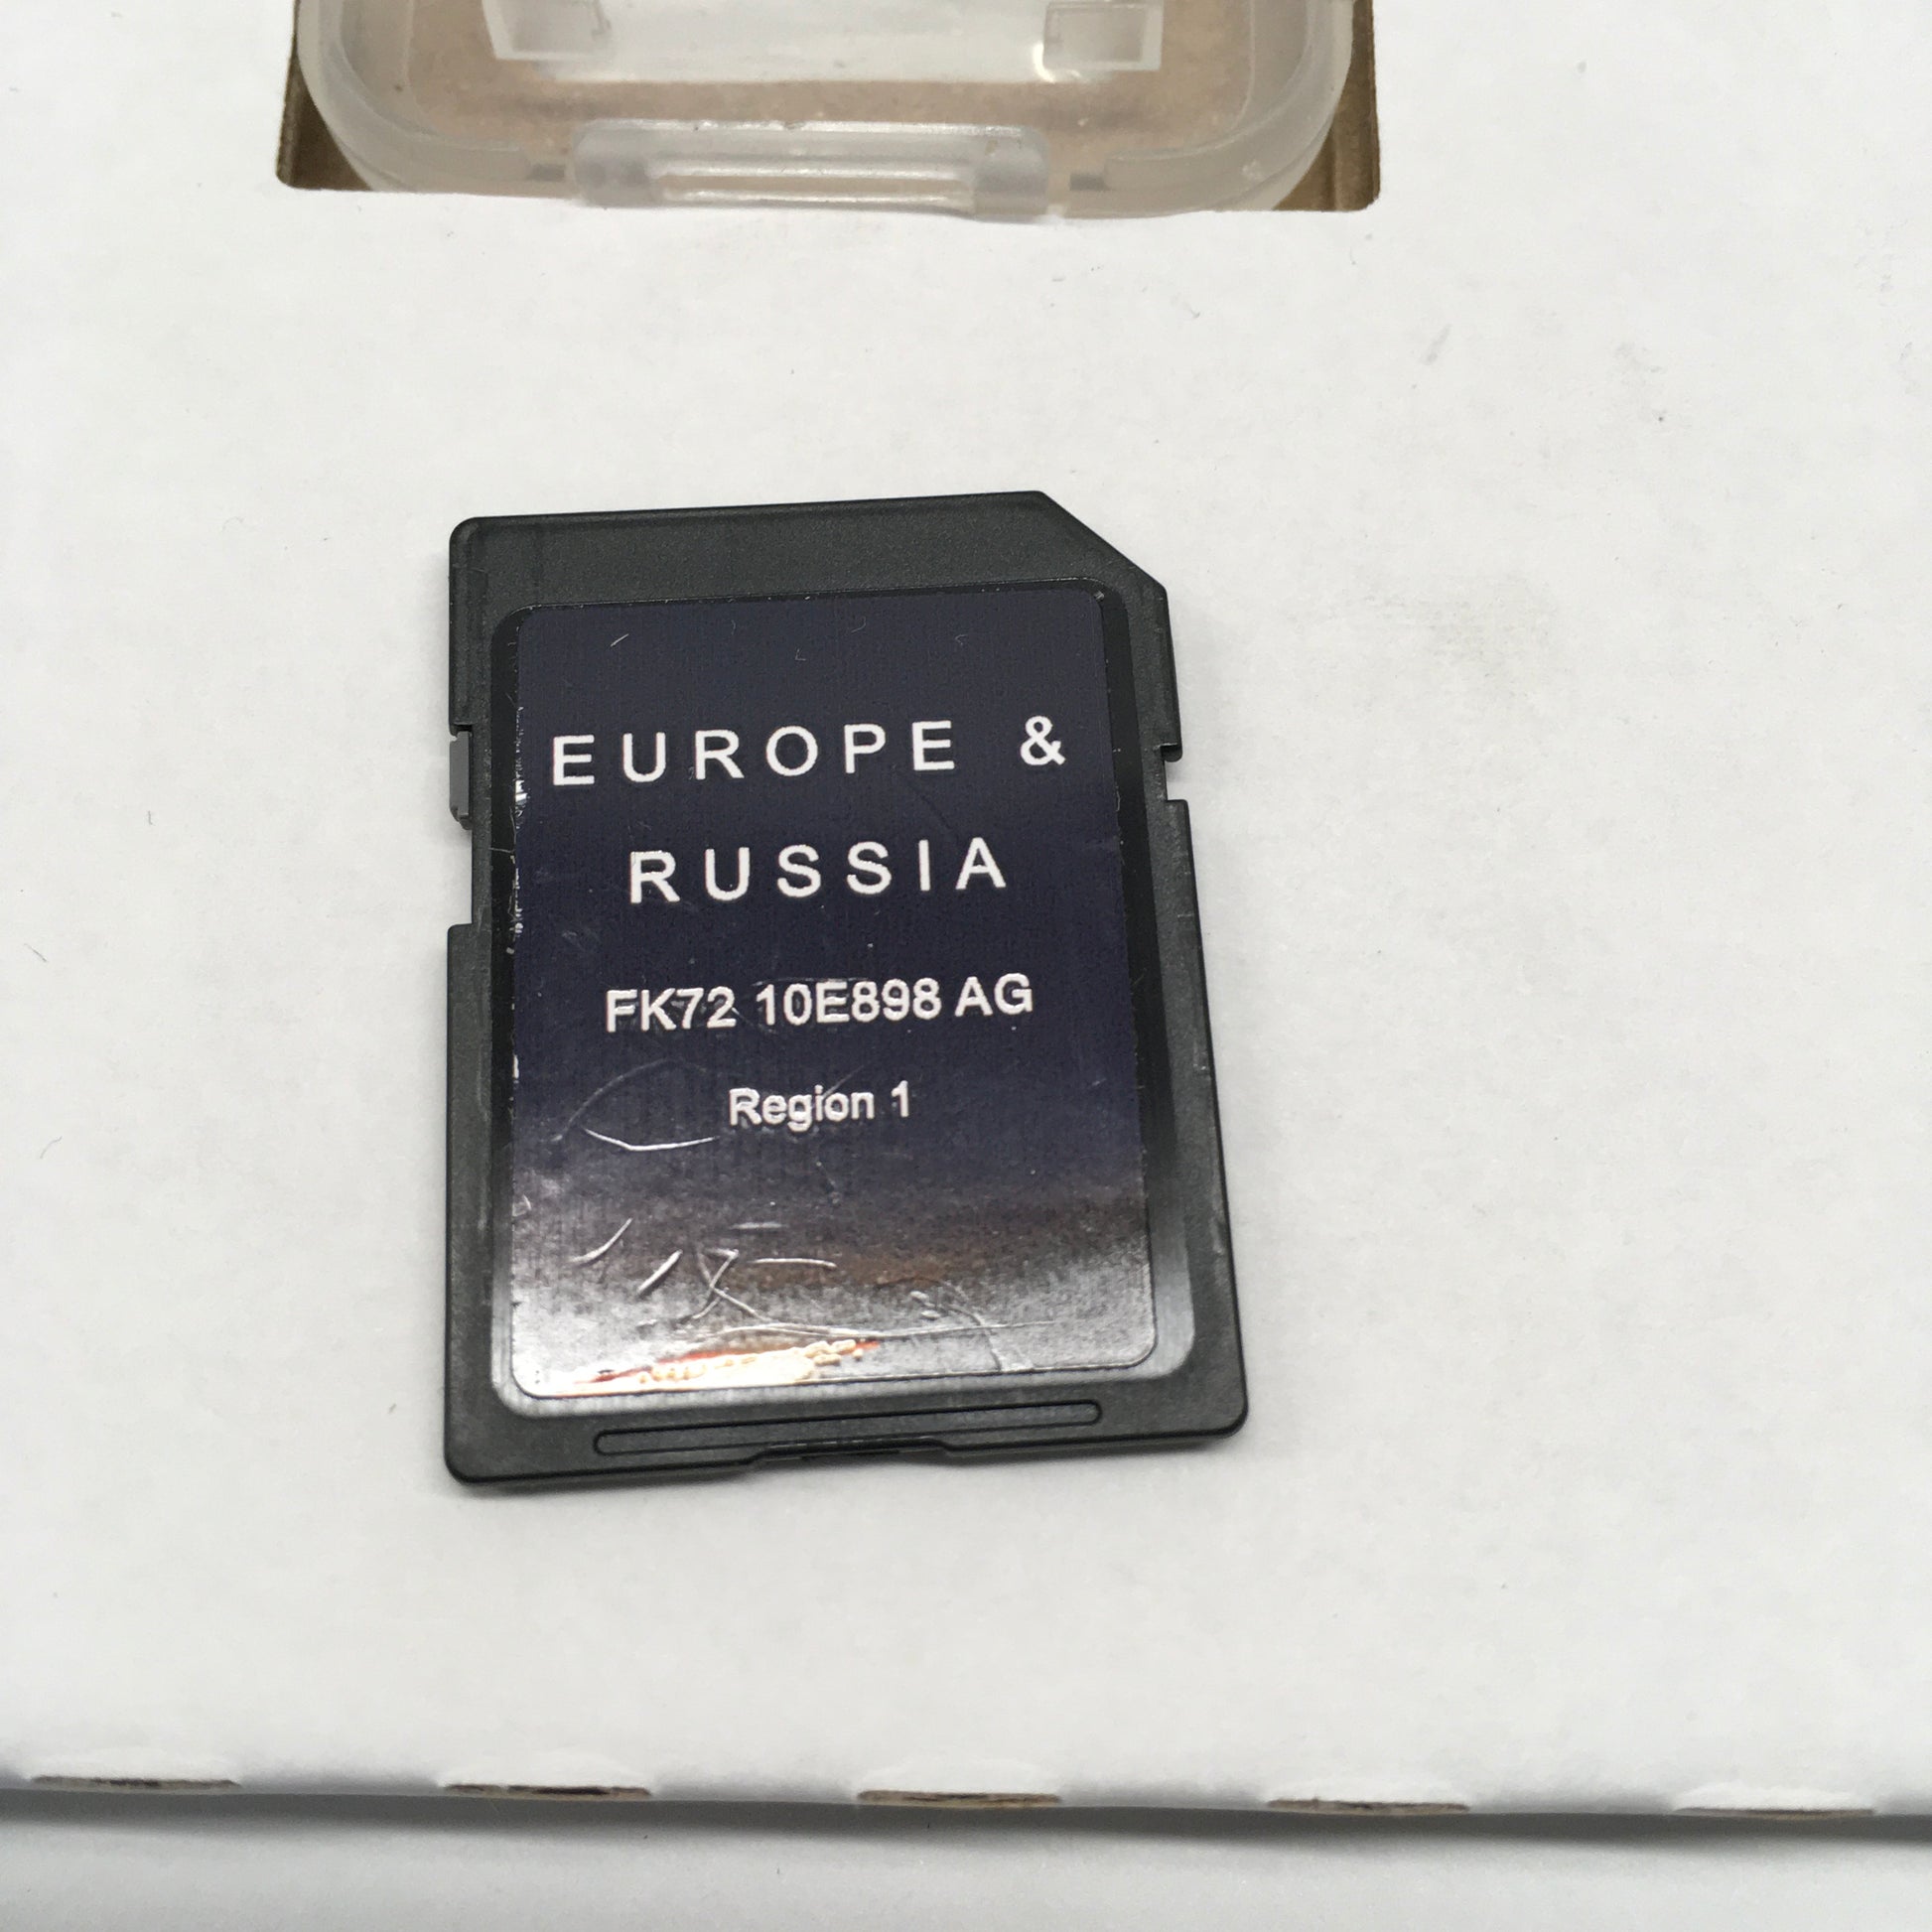 EUROPE &
RUSSIA
FK72 10E898 AG
Region 1